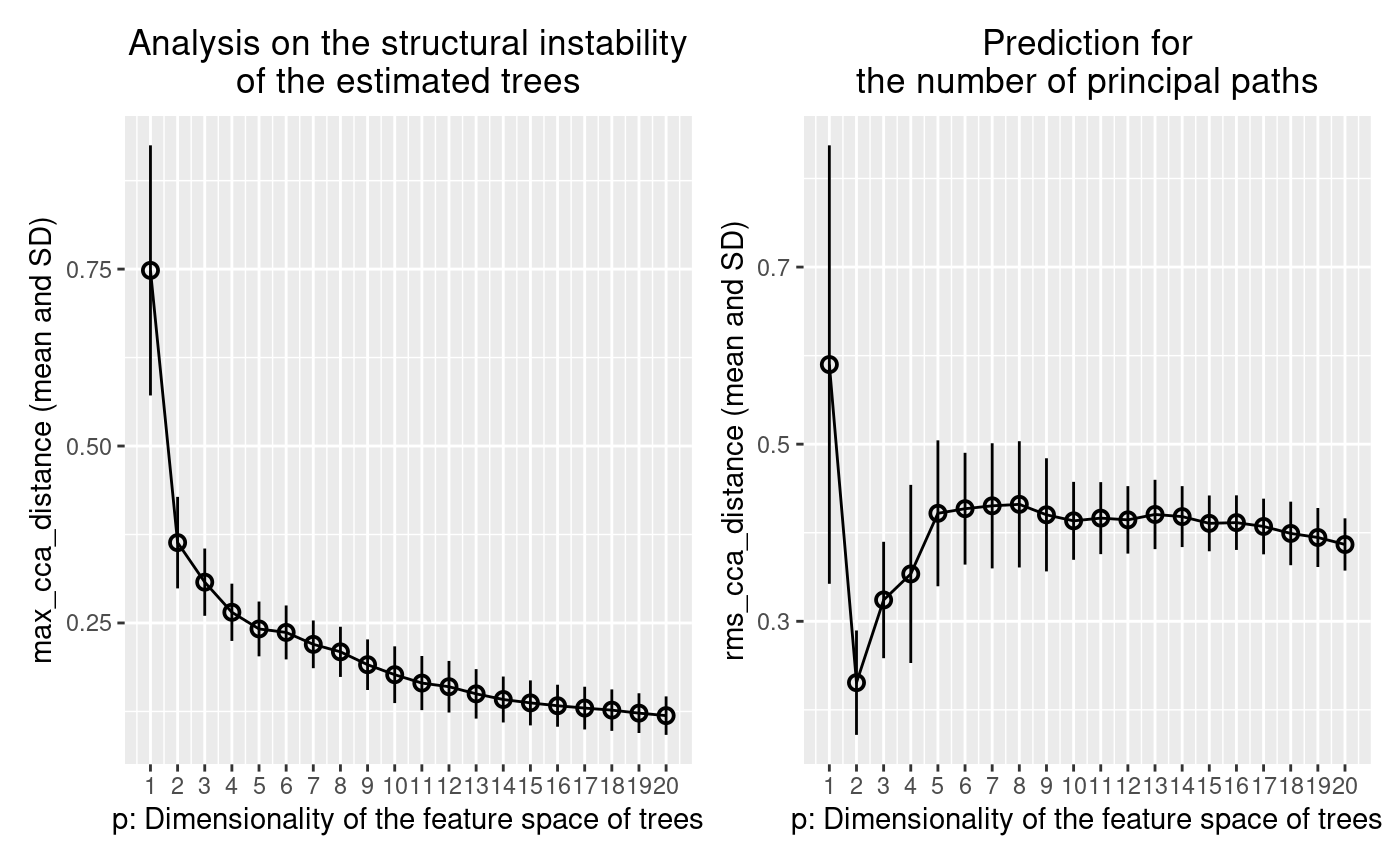 Analysis on the structural instability
of the estimated trees
max_cca_distance (mean and SD)
0.75
0.50
0.25
1 2 3 4 5 6 7 8 9 10 11 12 13 14 15 16 17 18 19 20
p: Dimensionality of the feature space of trees
Prediction for
the number of principal paths
rms_cca_distance (mean and SD)
0.7
0.5
0.3
1 2 3 4 5 6 7 8 9 10 11 12 13 14 15 16 17 18 19 20
p: Dimensionality of the feature space of trees